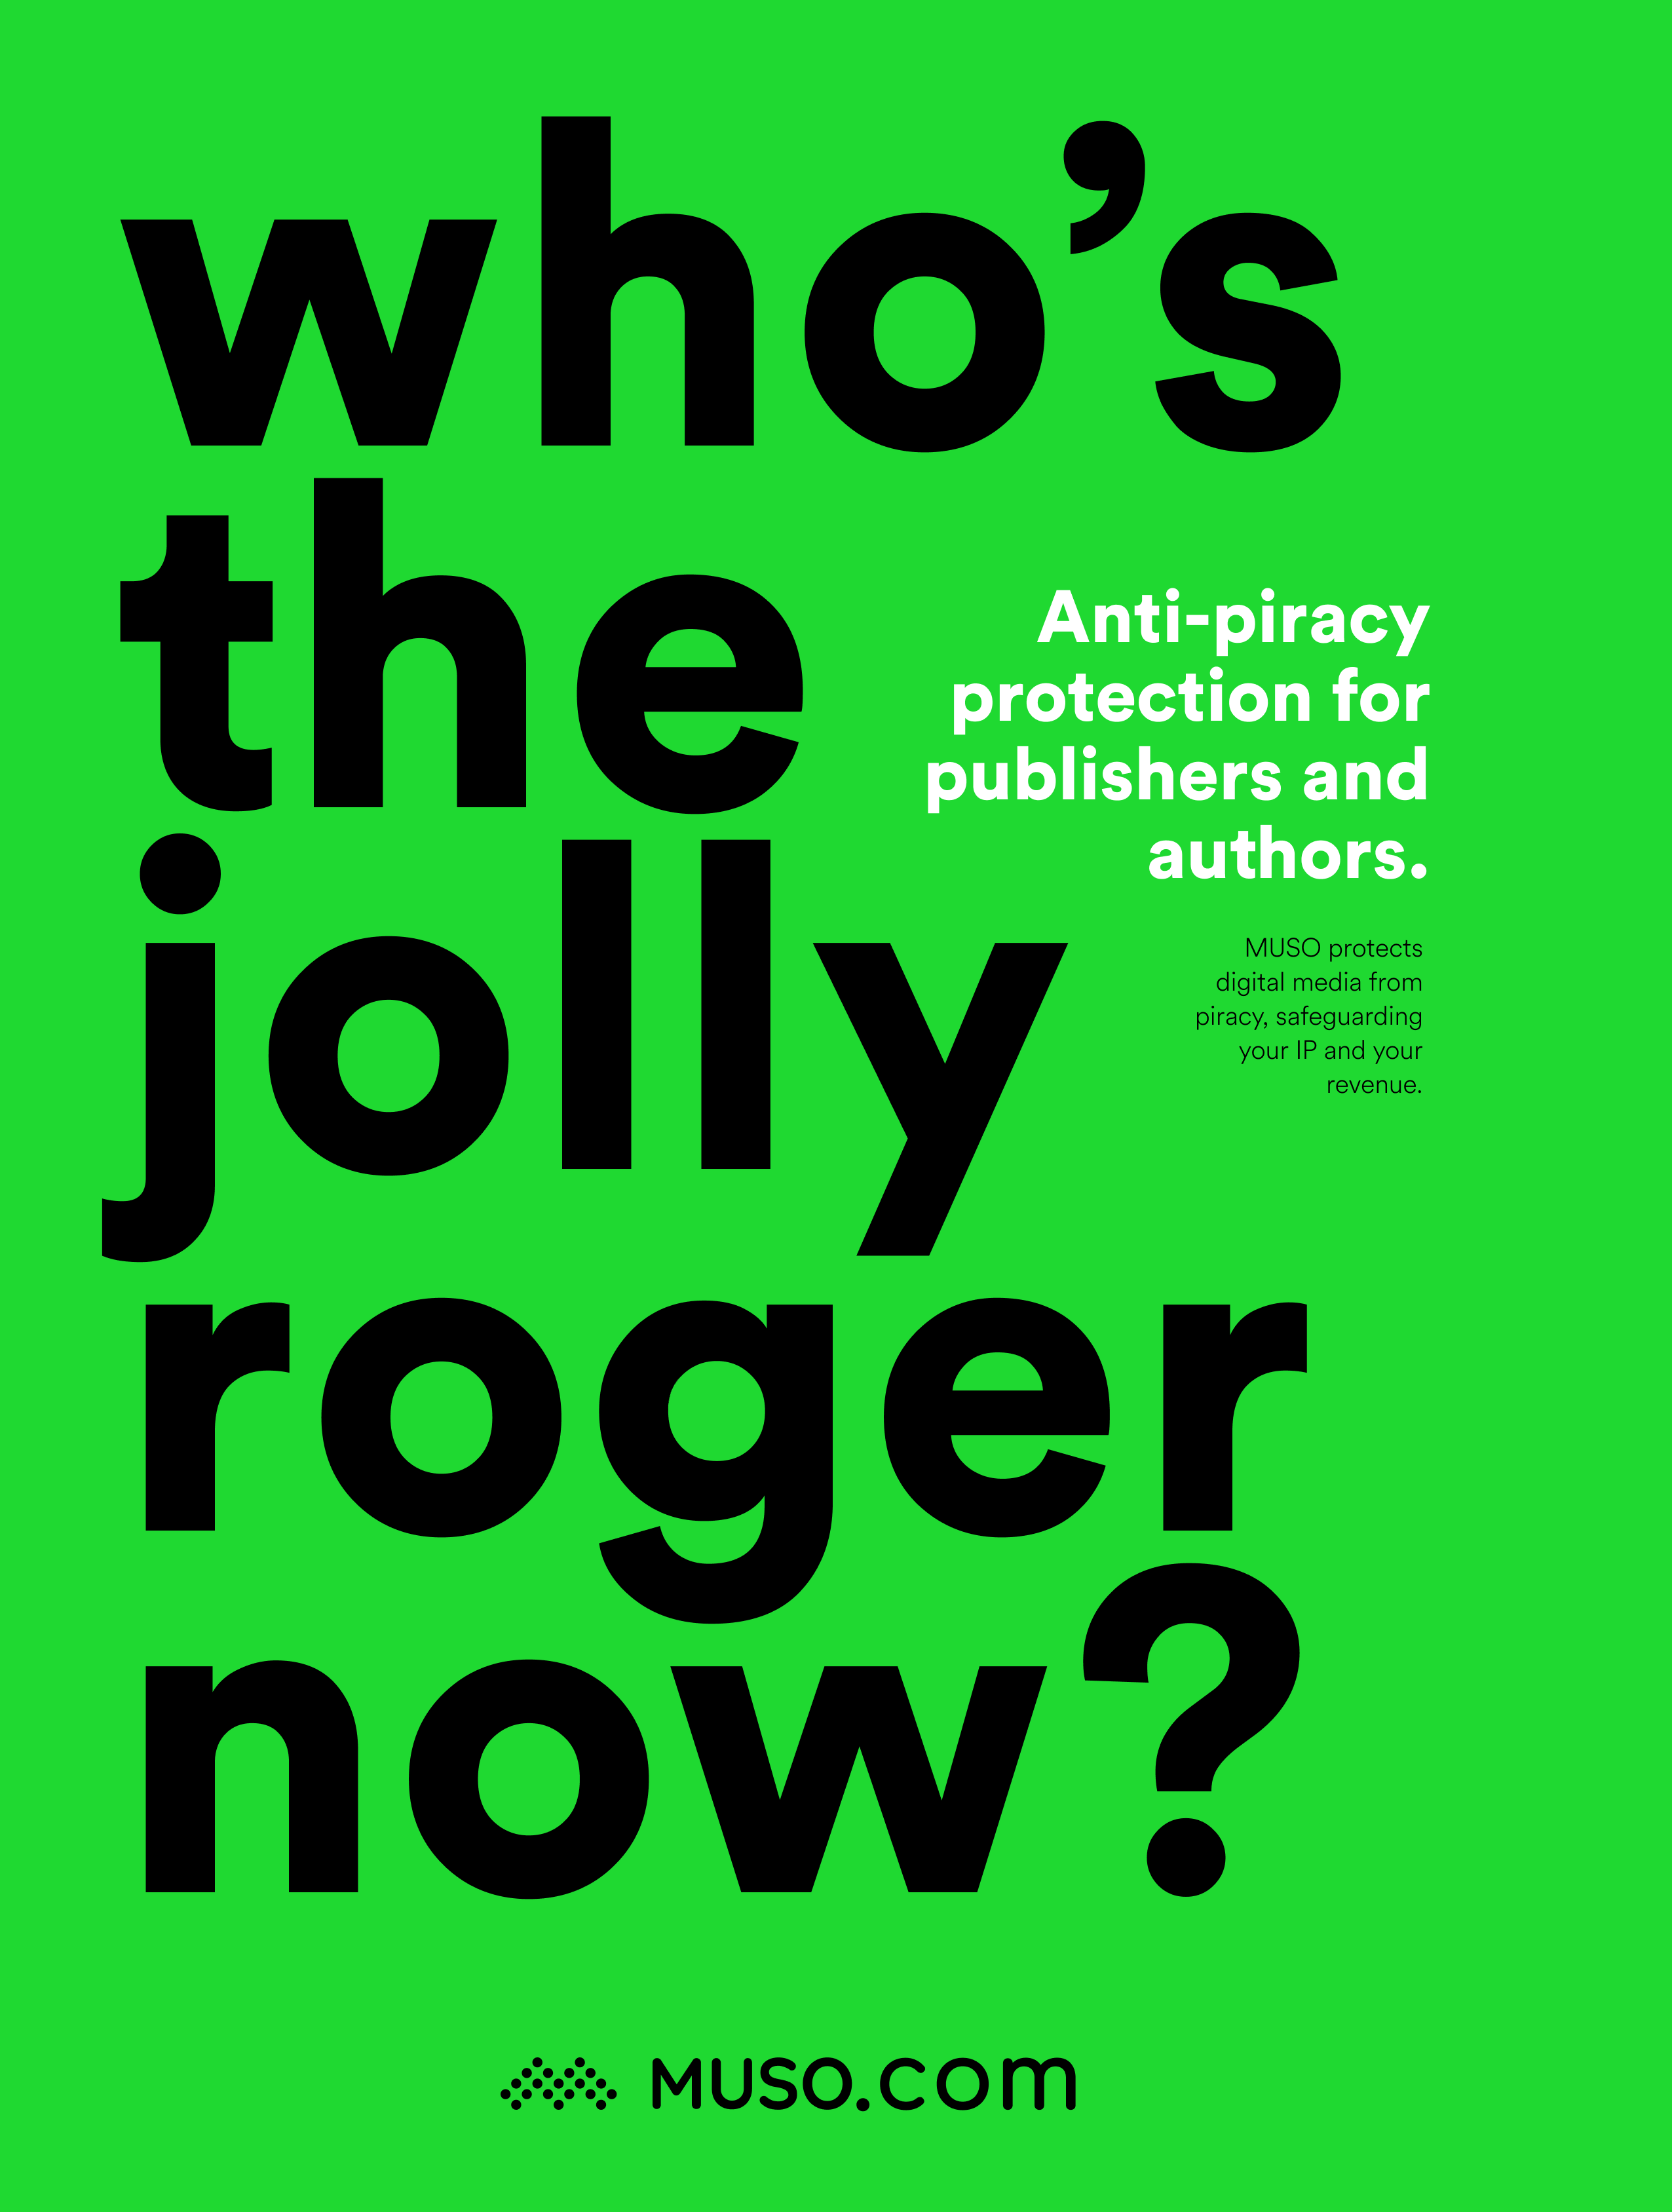 who’s
the
jolly
roger
now?
Anti-piracy
protection for
publishers and
authors.
MUSO protects
digital media from
piracy, safeguarding
your IP and your
revenue.
MUSO.com